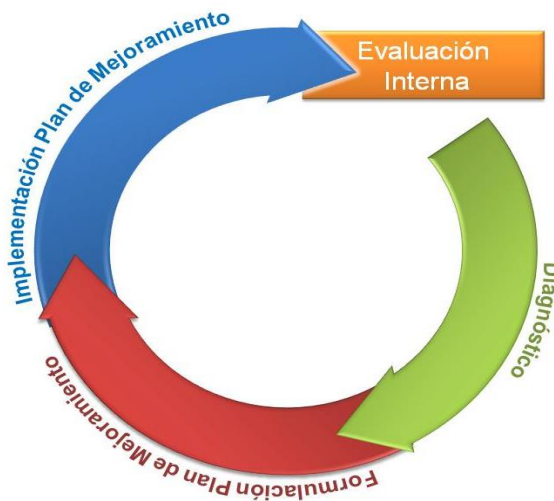 Evaluación
Interna
Diagnóstico
Formulación Plan de Mejoramiento
Implementación Plan de Mejoramiento